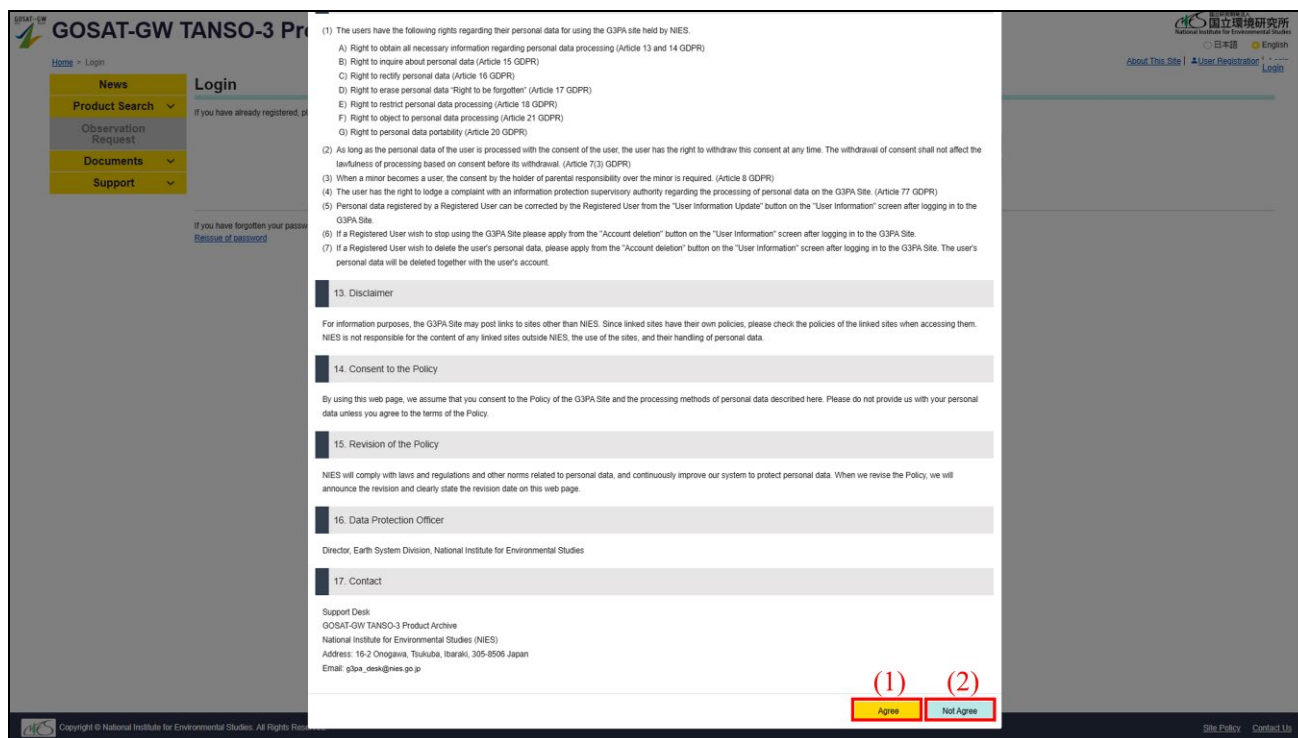 GOSAT-GW
GOSAT-GW TANSO-3 Pr
国立研究開発法人
国立環境研究所
National Institute for Environmental Studies
日本語 English
Home > Login
About This Site | User Registration |
Login
News
Product Search
Observation
Request
Documents
Support
Login
If you have already registered, pl
If you have forgotten your passw
Reissue of password
(1) The users have the following rights regarding their personal data for using the G3PA site held by NIES.
A) Right to obtain all necessary information regarding personal data processing (Article 13 and 14 GDPR)
B) Right to inquire about personal data (Article 15 GDPR)
C) Right to rectify personal data (Article 16 GDPR)
D) Right to erase personal data "Right to be forgotten" (Article 17 GDPR)
E) Right to restrict personal data processing (Article 18 GDPR)
F) Right to object to personal data processing (Article 21 GDPR)
G) Right to personal data portability (Article 20 GDPR)
(2) As long as the personal data of the user is processed with the consent of the user, the user has the right to withdraw this consent at any time. The withdrawal of consent shall not affect the
lawfulness of processing based on consent before its withdrawal. (Article 7(3) GDPR)
(3) When a minor becomes a user, the consent by the holder of parental responsibility over the minor is required. (Article 8 GDPR)
(4) The user has the right to lodge a complaint with an information protection supervisory authority regarding the processing of personal data on the G3PA Site. (Article 77 GDPR)
(5) Personal data registered by a Registered User can be corrected by the Registered User from the "User Information Update" button on the "User Information" screen after logging in to the
G3PA Site.
(6) If a Registered User wish to stop using the G3PA Site please apply from the "Account deletion" button on the "User Information" screen after logging in to the G3PA Site.
(7) If a Registered User wish to delete the user's personal data, please apply from the "Account deletion" button on the "User Information" screen after logging in to the G3PA Site. The user's
personal data will be deleted together with the user's account.
13. Disclaimer
For information purposes, the G3PA Site may post links to sites other than NIES. Since linked sites have their own policies, please check the policies of the linked sites when accessing them.
NIES is not responsible for the content of any linked sites outside NIES, the use of the sites, and their handling of personal data.
14. Consent to the Policy
By using this web page, we assume that you consent to the Policy of the G3PA Site and the processing methods of personal data described here. Please do not provide us with your personal
data unless you agree to the terms of the Policy.
15. Revision of the Policy
NIES will comply with laws and regulations and other norms related to personal data, and continuously improve our system to protect personal data. When we revise the Policy, we will
announce the revision and clearly state the revision date on this web page.
16. Data Protection Officer
Director, Earth System Division, National Institute for Environmental Studies
17. Contact
Support Desk
GOSAT-GW TANSO-3 Product Archive
National Institute for Environmental Studies (NIES)
Address: 16-2 Onogawa, Tsukuba, Ibaraki, 305-8506 Japan
Email: g3pa_desk@nies.go.jp
(1) (2)
Agree Not Agree
Copyright © National Institute for Environmental Studies. All Rights Res
Site Policy Contact Us